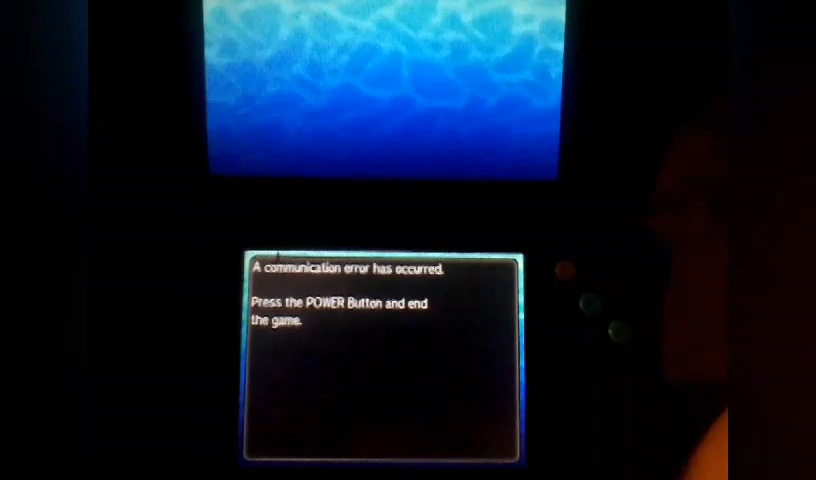 A communication error has occurred.
Press the POWER Button and end
the game.